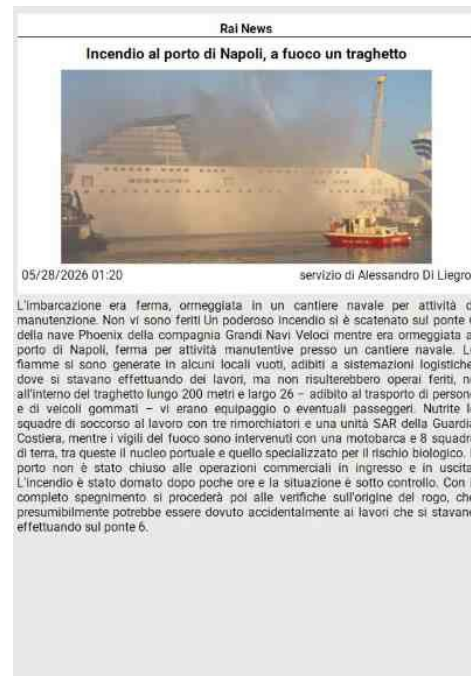 Rai News
Incendio al porto di Napoli, a fuoco un traghetto
05/28/2026 01:20
servizio di Alessandro Di Liegro
L'imbarcazione era ferma, ormeggiata in un cantiere navale per attività d
manutenzione. Non vi sono feriti Un poderoso incendio si è scatenato sul ponte
della nave Phoenix della compagnia Grandi Navi Veloci mentre era ormeggiata a
porto di Napoli, ferma per attività manutentive presso un cantiere navale. L
fiamme si sono generate in alcuni locali vuoti, adibiti a sistemazioni logistiche
dove si stavano effettuando dei lavori, ma non risulterebbero operai feriti, n
all'interno del traghetto lungo 200 metri e largo 26 – adibito al trasporto di person
e di veicoli gommati – vi erano equipaggio o eventuali passeggeri. Nutrite l
squadre di soccorso al lavoro con tre rimorchiatori e una unità SAR della Guardi
Costiera, mentre i vigili del fuoco sono intervenuti con una motobarca e 8 squadr
di terra, tra queste il nucleo portuale e quello specializzato per il rischio biologico.
porto non è stato chiuso alle operazioni commerciali in ingresso e in uscita
L'incendio è stato domato dopo poche ore e la situazione è sotto controllo. Con
completo spegnimento si procederà poi alle verifiche sull'origine del rogo, che
presumibilmente potrebbe essere dovuto accidentalmente ai lavori che si stavan
effettuando sul ponte 6.